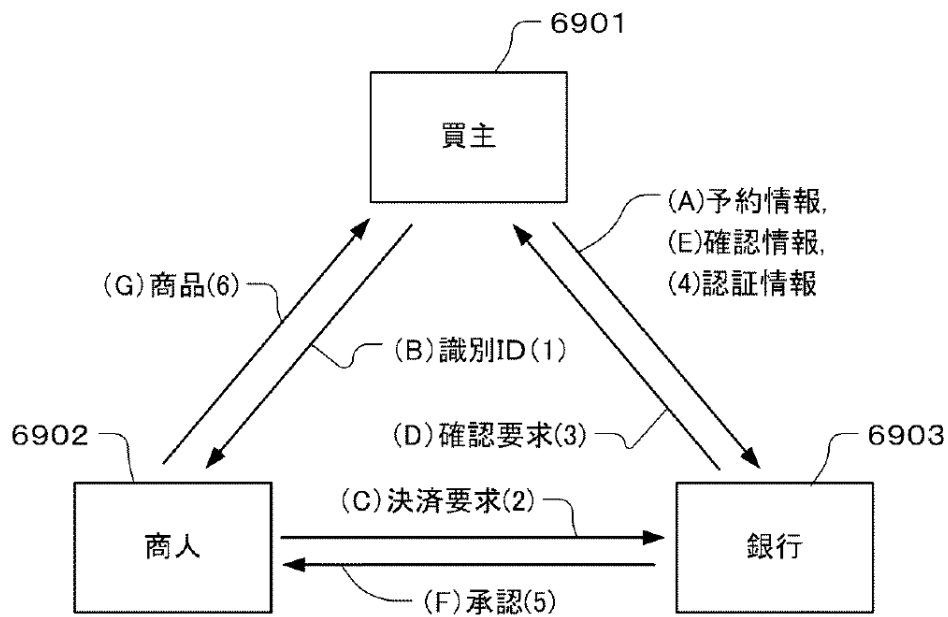 6901
買主
(A)予約情報,
(E)確認情報,
(4)認証情報
(G)商品(6)
(B)識別ID(1)
6902
(D)確認要求(3)
6903
(C)決済要求(2)
商人
銀行
(F)承認(5)